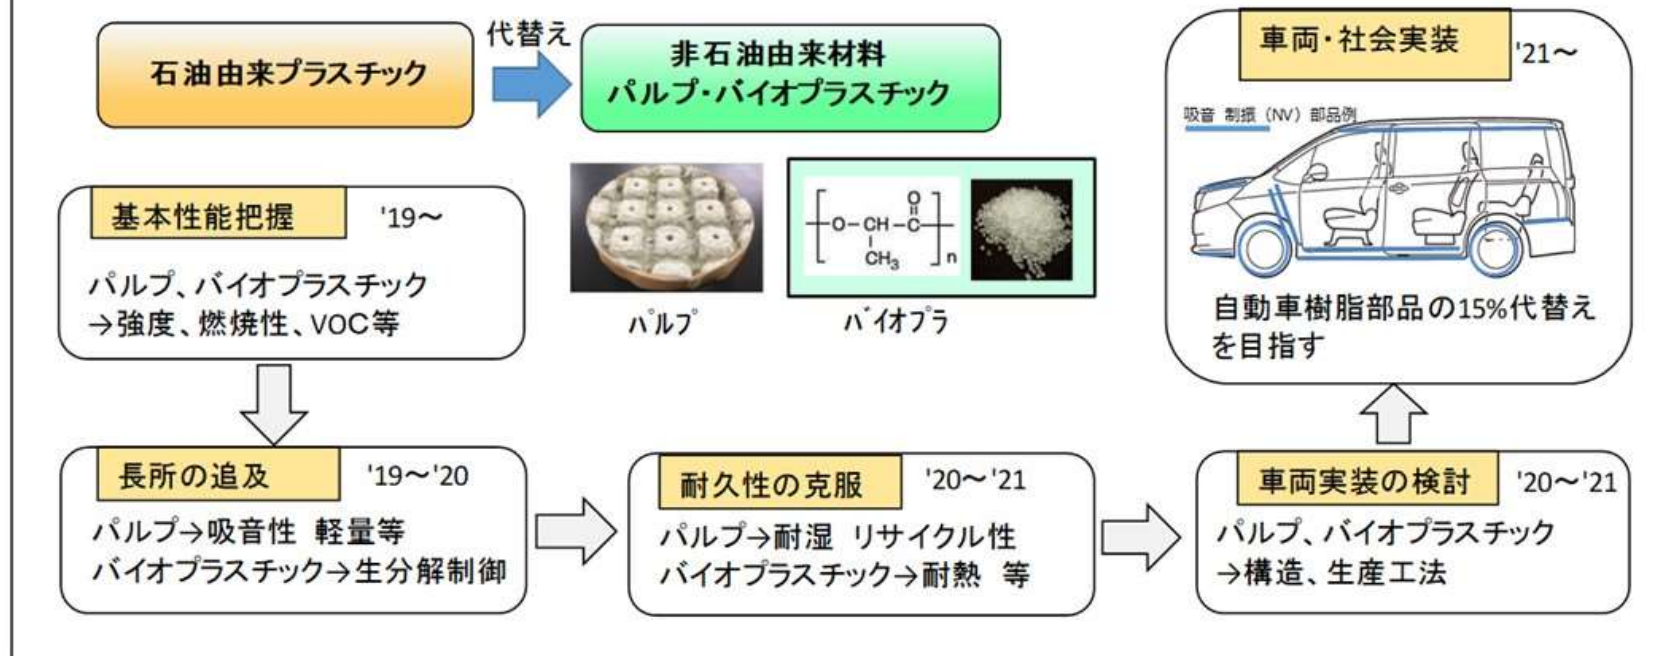 石油由来プラスチック
代替え
非石油由来材料
パルプ・バイオプラスチック
基本性能把握
'19～
パルプ、バイオプラスチック
→強度、燃焼性、VOC等
パルプ
O
O－CH－C
CH3
n
バイオプラ
長所の追及
'19～'20
パルプ→吸音性 軽量等
バイオプラスチック→生分解制御
耐久性の克服
'20～'21
パルプ→耐湿 リサイクル性
バイオプラスチック→耐熱 等
車両実装の検討
'20～'21
パルプ、バイオプラスチック
→構造、生産工法
車両・社会実装
'21～
吸音 制振（NV）部品例
自動車樹脂部品の15%代替え
を目指す